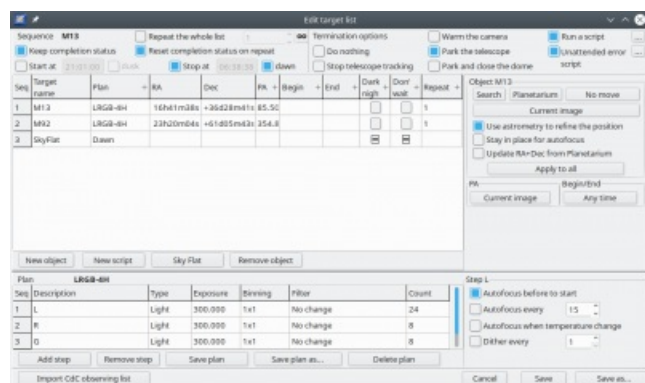 Edit target list
Sequence M13 Repeat the whole list 1 Termination options Warm the camera Run a script ...
Keep completion status Reset completion status on repeat Do nothing Park the telescope Unattended error script ...
Start at 21:51:00 dusk Stop at dawn Stop telescope tracking Park and close the dome
Seq Target name Plan RA Dec PA Begin End Dark nigh Don' wait Repeat
1 M13 LRGB-4H 16h41m38s +36d28m41s 85.50 1
2 M92 LRGB-4H 23h20m04s +61d05m43s 354.8 1
3 SkyFlat Dawn
Object M13
Search Planetarium No move
Current image
Use astrometry to refine the position
Stay in place for autofocus
Update RA+Dec from Planetarium
Apply to all
PA Begin/End
Current image Any time
New object New script Sky Flat Remove object
Plan LRGB-4H
Seq Description Type Exposure Binning Filter Count
1 L Light 300.000 1x1 No change 24
2 R Light 300.000 1x1 No change 8
3 G Light 300.000 1x1 No change 8
Step L
Autofocus before to start
Autofocus every 15
Autofocus when temperature change
Dither every 1
Add step Remove step Save plan Save plan as... Delete plan
Import CdC observing list Cancel Save Save as...